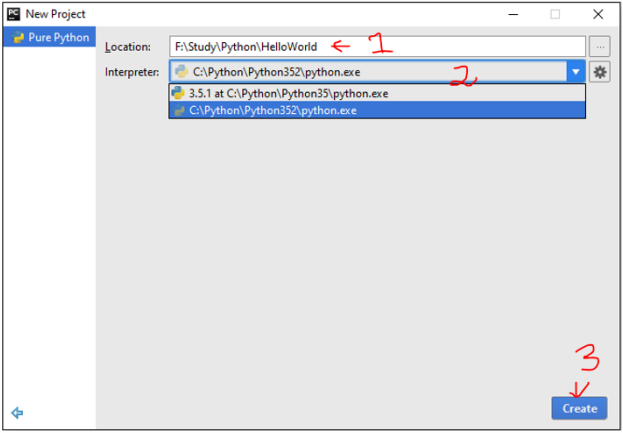 PC New Project
Pure Python
Location: F:\Study\Python\HelloWorld ← 1 ...
Interpreter: C:\Python\Python352\python.exe 2
3.5.1 at C:\Python\Python35\python.exe
C:\Python\Python352\python.exe
3
Create